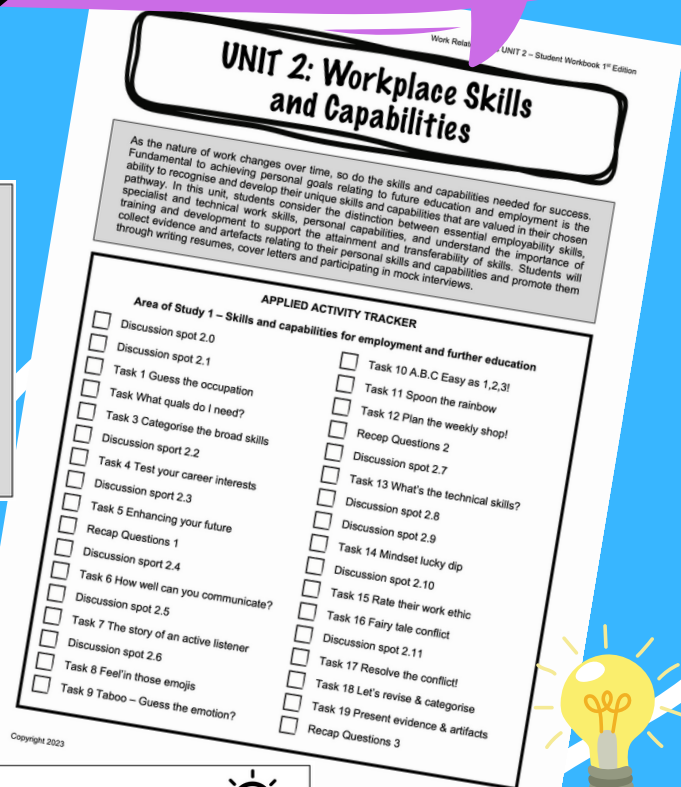 Work Relate UNIT 2 – Student Workbook 1st Edition
UNIT 2: Workplace Skills
and Capabilities
As the nature of work changes over time, so do the skills and capabilities needed for success.
Fundamental to achieving personal goals relating to future education and employment is the
ability to recognise and develop their unique skills and capabilities that are valued in their chosen
pathway. In this unit, students consider the distinction between essential employability skills,
specialist and technical work skills, personal capabilities, and understand the importance of
training and development to support the attainment and transferability of skills. Students will
collect evidence and artefacts relating to their personal skills and capabilities and promote them
through writing resumes, cover letters and participating in mock interviews.
APPLIED ACTIVITY TRACKER
Area of Study 1 – Skills and capabilities for employment and further education
Discussion spot 2.0
Discussion spot 2.1
Task 1 Guess the occupation
Task What quals do I need?
Task 3 Categorise the broad skills
Discussion sport 2.2
Task 4 Test your career interests
Discussion sport 2.3
Task 5 Enhancing your future
Recap Questions 1
Discussion sport 2.4
Task 6 How well can you communicate?
Discussion spot 2.5
Task 7 The story of an active listener
Discussion spot 2.6
Task 8 Feel'in those emojis
Task 9 Taboo – Guess the emotion?
Task 10 A.B.C Easy as 1,2,3!
Task 11 Spoon the rainbow
Task 12 Plan the weekly shop!
Recep Questions 2
Discussion spot 2.7
Task 13 What's the technical skills?
Discussion spot 2.8
Discussion spot 2.9
Task 14 Mindset lucky dip
Discussion spot 2.10
Task 15 Rate their work ethic
Task 16 Fairy tale conflict
Discussion spot 2.11
Task 17 Resolve the conflict!
Task 18 Let's revise & categorise
Task 19 Present evidence & artifacts
Recap Questions 3
Copyright 2023